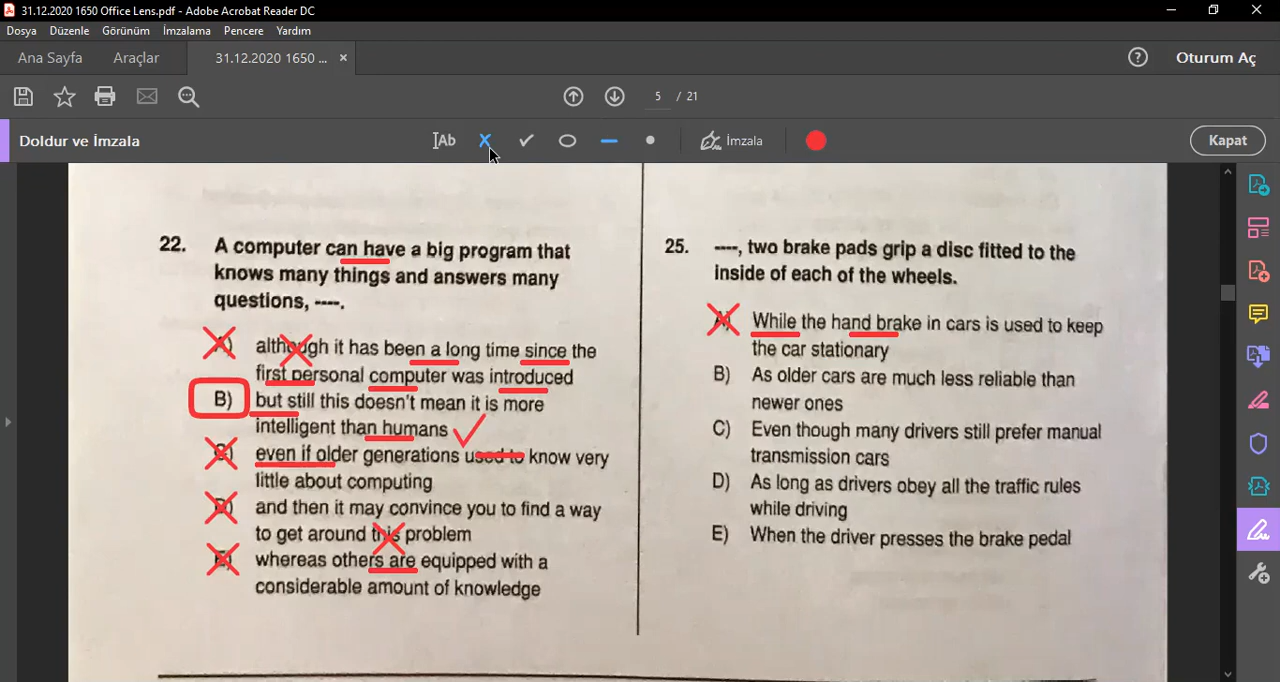 31.12.2020 1650 Office Lens.pdf - Adobe Acrobat Reader DC
Dosya Düzenle Görünüm İmzalama Pencere Yardım
Ana Sayfa Araçlar 31.12.2020 1650 ... × ? Oturum Aç
5 / 21
Doldur ve İmzala IAb İmzala Kapat
22. A computer can have a big program that
knows many things and answers many
questions, ----.
A) although it has been a long time since the
first personal computer was introduced
B) but still this doesn't mean it is more
intelligent than humans
C) even if older generations used to know very
little about computing
D) and then it may convince you to find a way
to get around this problem
E) whereas others are equipped with a
considerable amount of knowledge
25. ----, two brake pads grip a disc fitted to the
inside of each of the wheels.
A) While the hand brake in cars is used to keep
the car stationary
B) As older cars are much less reliable than
newer ones
C) Even though many drivers still prefer manual
transmission cars
D) As long as drivers obey all the traffic rules
while driving
E) When the driver presses the brake pedal